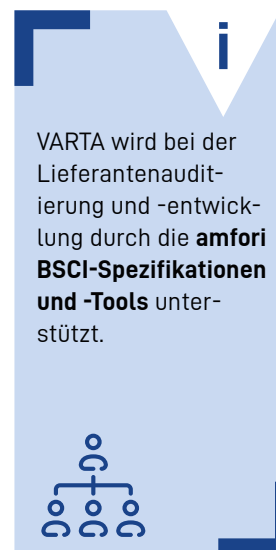 i
VARTA wird bei der
Lieferantenaudit-
ierung und -entwick-
lung durch die amfori
BSCI-Spezifikationen
und -Tools unter-
stützt.